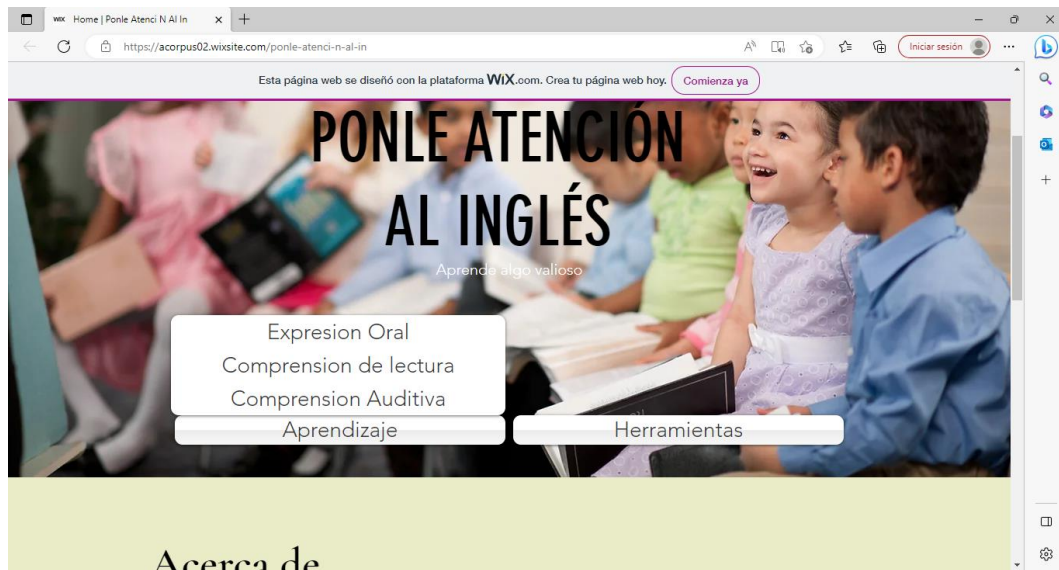 WIX Home | Ponle Atenci N Al In
https://acorpus02.wixsite.com/ponle-atenci-n-al-in
Iniciar sesión
Esta página web se diseñó con la plataforma WiX.com. Crea tu página web hoy. Comienza ya
PONLE ATENCIÓN
AL INGLÉS
Aprende algo valioso
Expresion Oral
Comprension de lectura
Comprension Auditiva
Aprendizaje Herramientas
Acerca de